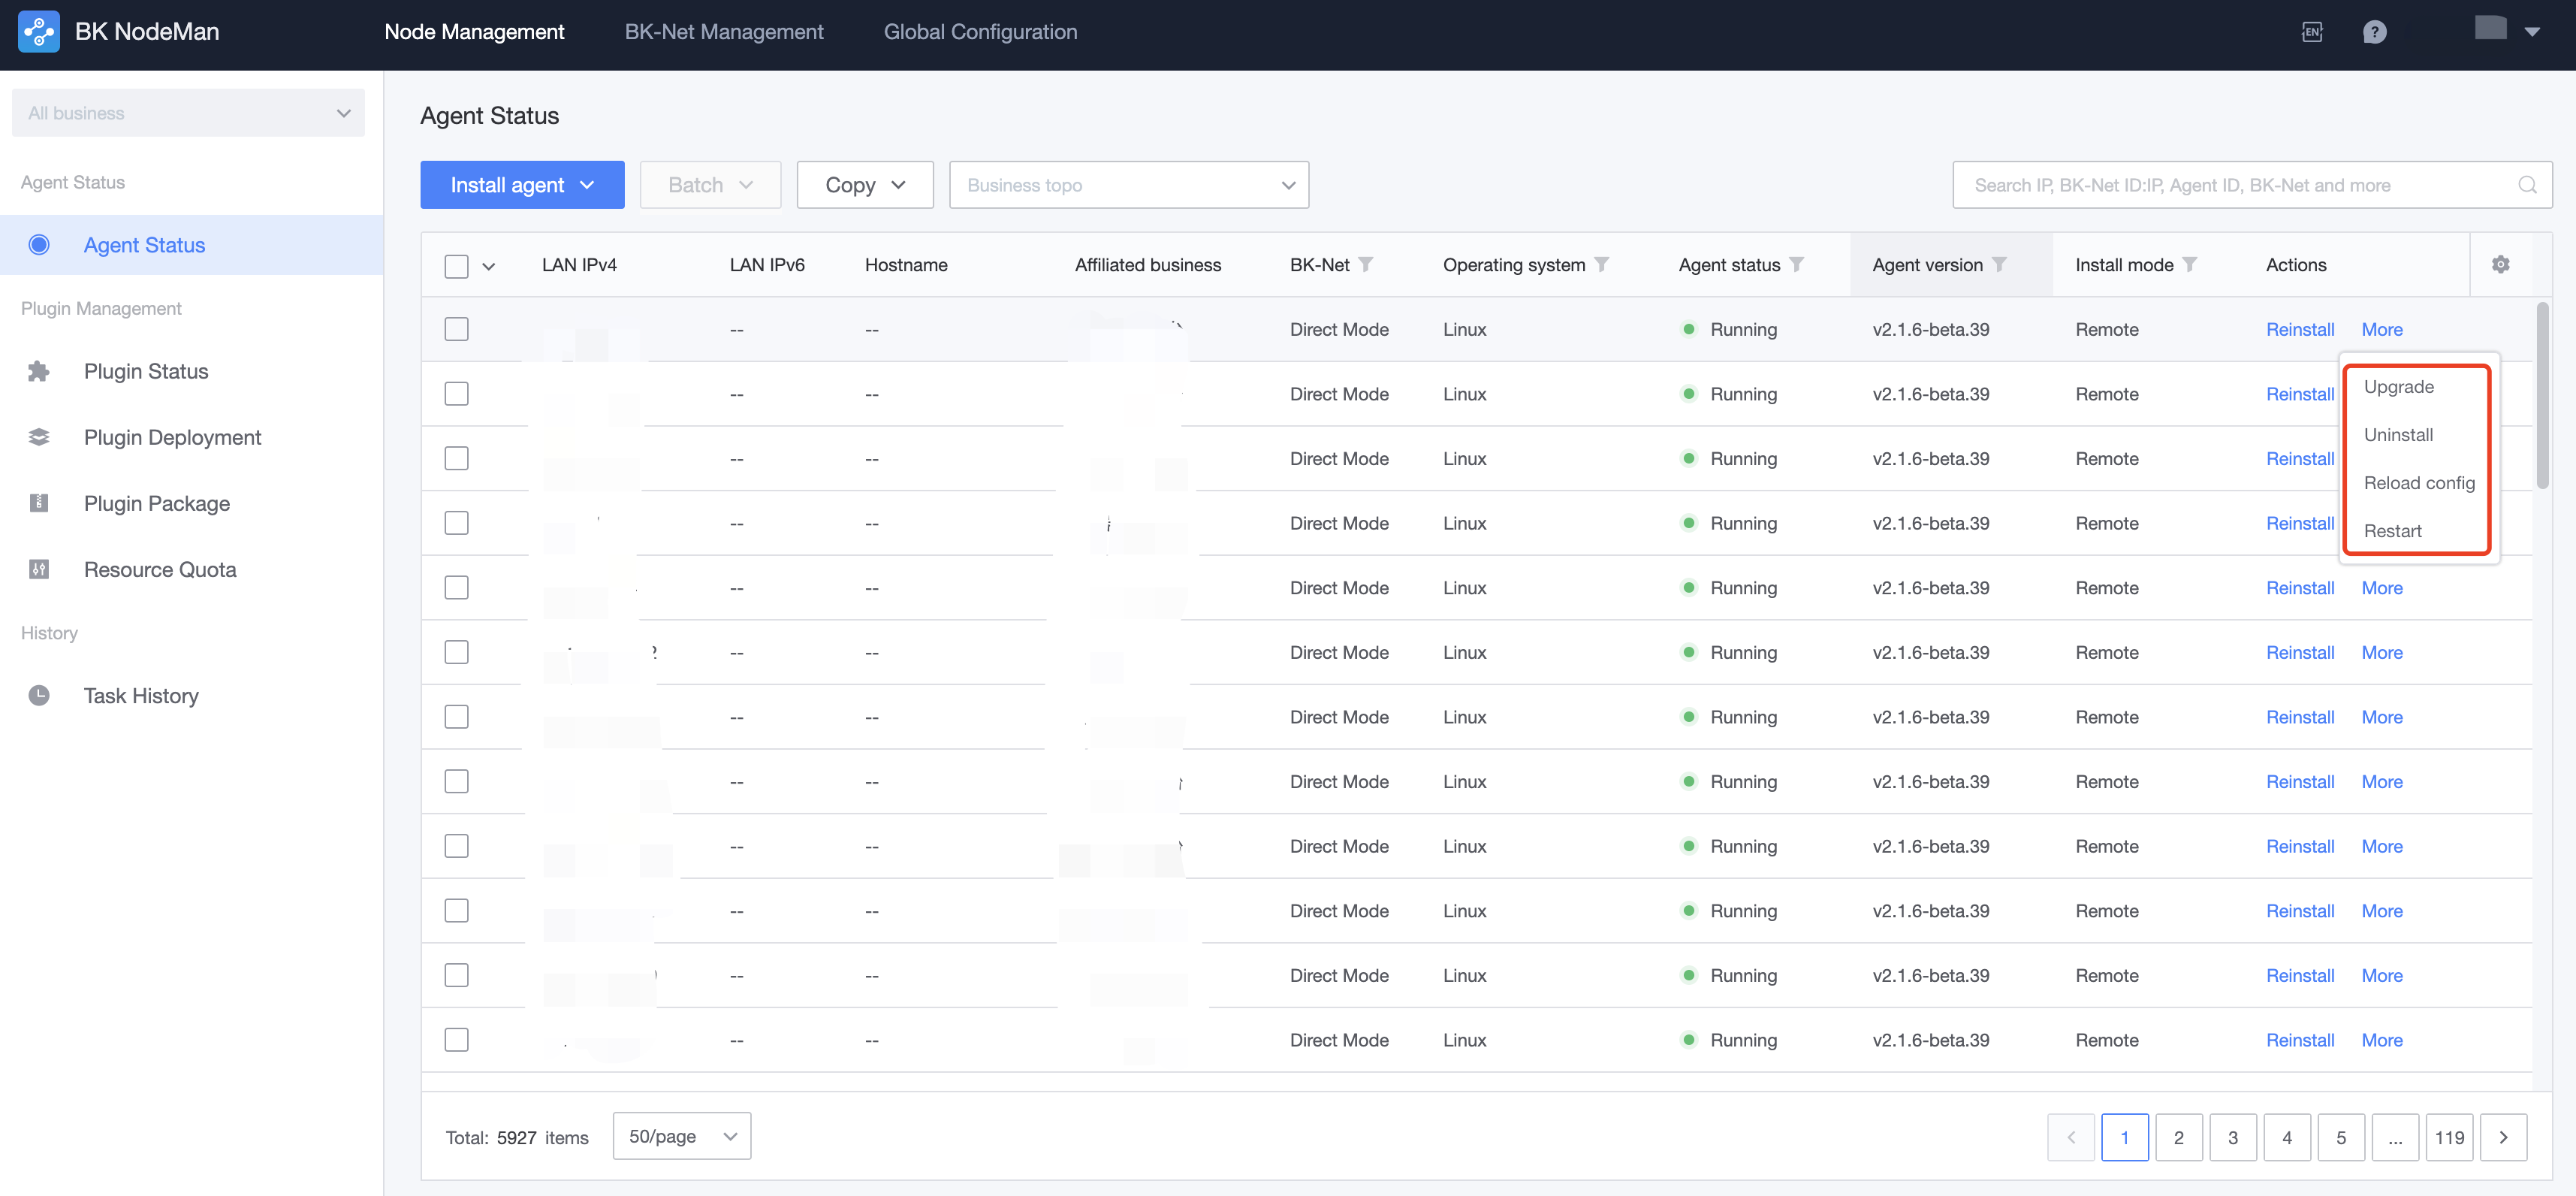 BK NodeMan Node Management BK-Net Management Global Configuration EN ?
All business
Agent Status
Agent Status
Plugin Management
Plugin Status
Plugin Deployment
Plugin Package
Resource Quota
History
Task History
Agent Status
Install agent Batch Copy Business topo Search IP, BK-Net ID:IP, Agent ID, BK-Net and more
LAN IPv4 LAN IPv6 Hostname Affiliated business BK-Net Operating system Agent status Agent version Install mode Actions
-- -- Direct Mode Linux Running v2.1.6-beta.39 Remote Reinstall More
-- -- Direct Mode Linux Running v2.1.6-beta.39 Remote Reinstall
-- -- Direct Mode Linux Running v2.1.6-beta.39 Remote Reinstall
-- -- Direct Mode Linux Running v2.1.6-beta.39 Remote Reinstall
Upgrade
Uninstall
Reload config
Restart
-- -- Direct Mode Linux Running v2.1.6-beta.39 Remote Reinstall More
-- -- Direct Mode Linux Running v2.1.6-beta.39 Remote Reinstall More
-- -- Direct Mode Linux Running v2.1.6-beta.39 Remote Reinstall More
-- -- Direct Mode Linux Running v2.1.6-beta.39 Remote Reinstall More
-- -- Direct Mode Linux Running v2.1.6-beta.39 Remote Reinstall More
-- -- Direct Mode Linux Running v2.1.6-beta.39 Remote Reinstall More
-- -- Direct Mode Linux Running v2.1.6-beta.39 Remote Reinstall More
-- -- Direct Mode Linux Running v2.1.6-beta.39 Remote Reinstall More
Total: 5927 items 50/page < 1 2 3 4 5 ... 119 >